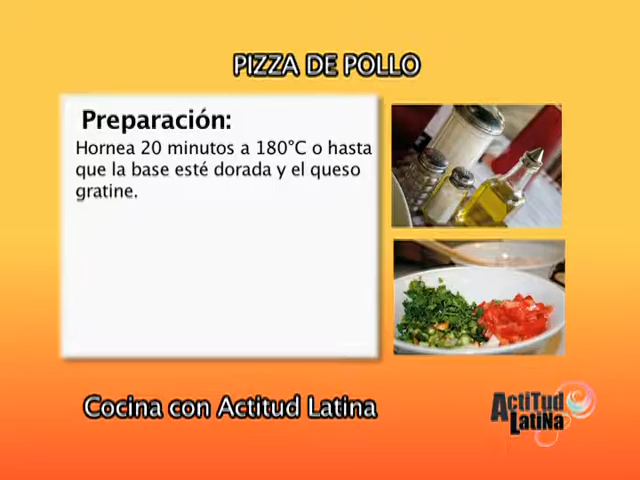 PIZZA DE POLLO
Preparación:
Hornea 20 minutos a 180°C o hasta
que la base esté dorada y el queso
gratine.
Cocina con Actitud Latina
ActiTud
LatiNa